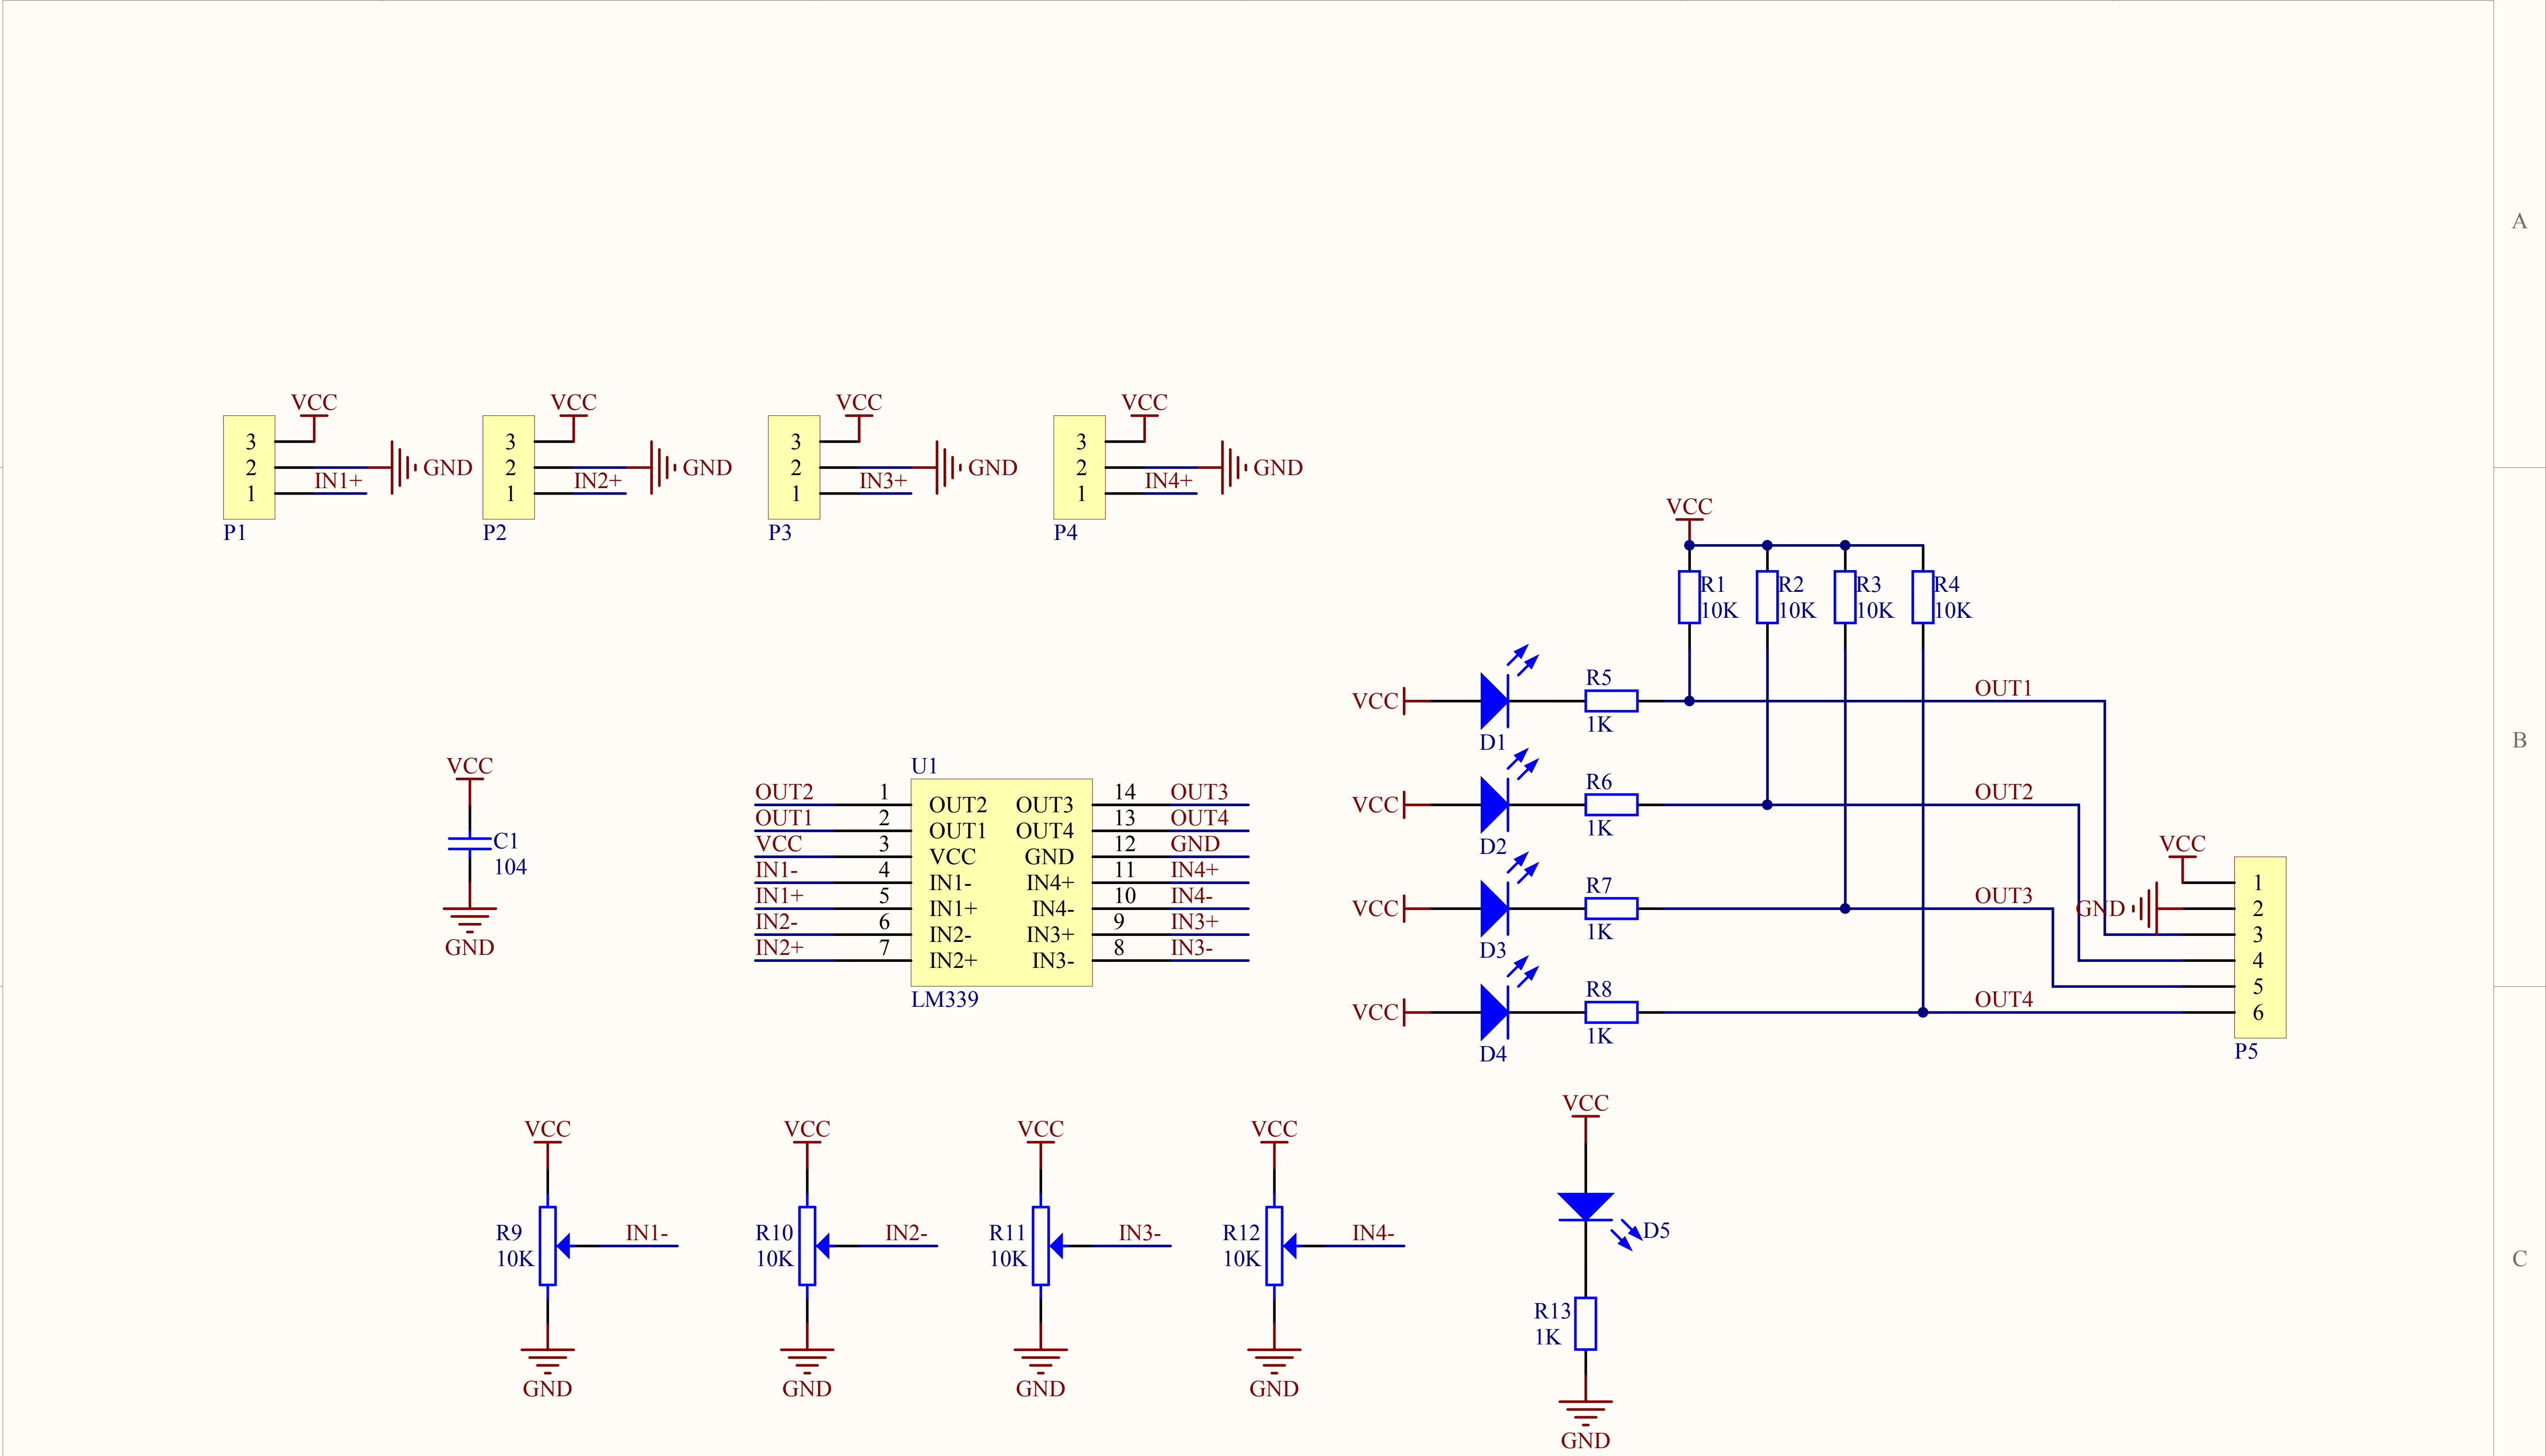 A
VCC
VCC
VCC
VCC
3
2
1
IN1+
GND
P1
3
2
1
IN2+
GND
P2
3
2
1
IN3+
GND
P3
3
2
1
IN4+
GND
P4
VCC
R1
10K
R2
10K
R3
10K
R4
10K
VCC
D1
R5
1K
OUT1
VCC
D2
R6
1K
OUT2
VCC
D3
R7
1K
OUT3
VCC
D4
R8
1K
OUT4
B
VCC
GND
1
2
3
4
5
6
P5
VCC
C1
104
GND
U1
OUT2 1 OUT2 OUT3 14 OUT3
OUT1 2 OUT1 OUT4 13 OUT4
VCC 3 VCC GND 12 GND
IN1- 4 IN1- IN4+ 11 IN4+
IN1+ 5 IN1+ IN4- 10 IN4-
IN2- 6 IN2- IN3+ 9 IN3+
IN2+ 7 IN2+ IN3- 8 IN3-
LM339
VCC
R9
10K
IN1-
GND
VCC
R10
10K
IN2-
GND
VCC
R11
10K
IN3-
GND
VCC
R12
10K
IN4-
GND
VCC
D5
R13
1K
GND
C